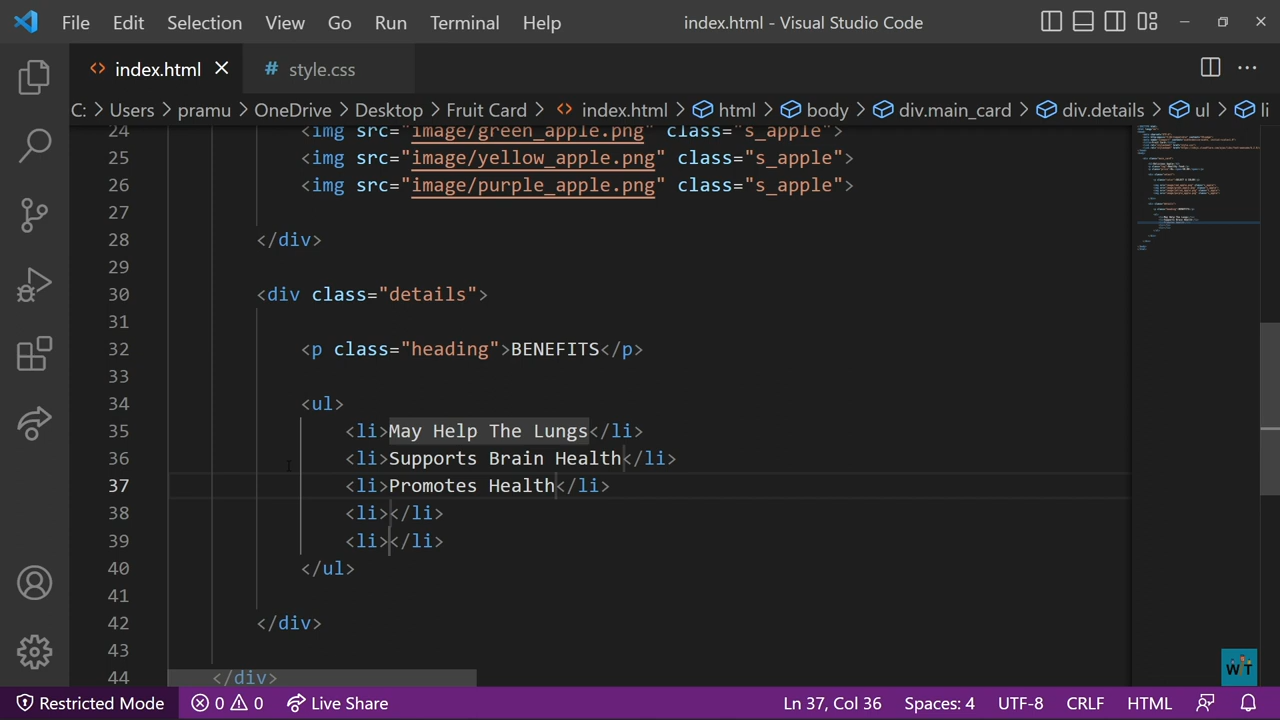 File Edit Selection View Go Run Terminal Help index.html - Visual Studio Code
index.html # style.css
C: > Users > pramu > OneDrive > Desktop > Fruit Card > <> index.html > html > body > div.main_card > div.details > ul > li
24 <img src="image/green_apple.png" class="s_apple">
25 <img src="image/yellow_apple.png" class="s_apple">
26 <img src="image/purple_apple.png" class="s_apple">
27
28 </div>
29
30 <div class="details">
31
32 <p class="heading">BENEFITS</p>
33
34 <ul>
35 <li>May Help The Lungs</li>
36 <li>Supports Brain Health</li>
37 <li>Promotes Health</li>
38 <li></li>
39 <li></li>
40 </ul>
41
42 </div>
43
44 </div>
WT
Restricted Mode 0 0 Live Share Ln 37, Col 36 Spaces: 4 UTF-8 CRLF HTML